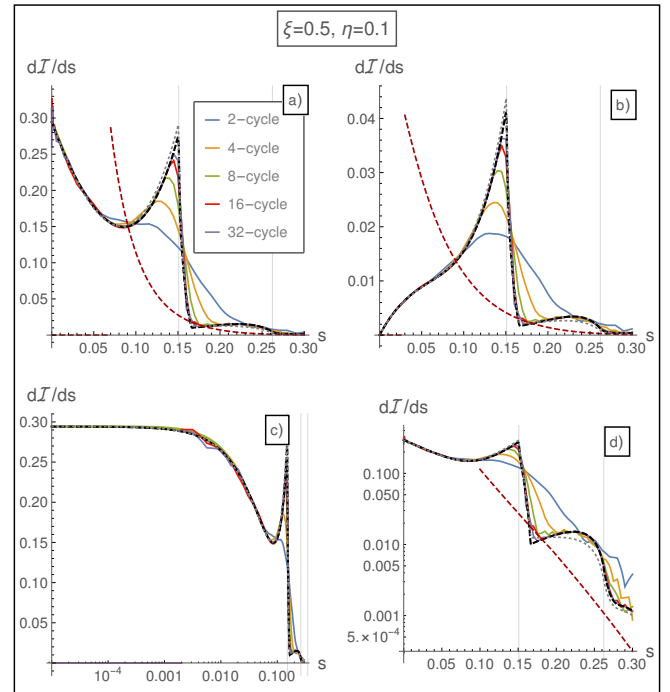 ξ=0.5, η=0.1
dI/ds
a)
0.30
0.25
0.20
0.15
0.10
0.05
0.05 0.10 0.15 0.20 0.25 0.30
s
2-cycle
4-cycle
8-cycle
16-cycle
32-cycle
dI/ds
b)
0.04
0.03
0.02
0.01
0.05 0.10 0.15 0.20 0.25 0.30
s
dI/ds
c)
0.30
0.25
0.20
0.15
0.10
0.05
0.00
10⁻⁴ 0.001 0.010 0.100
s
dI/ds
d)
0.100
0.050
0.010
0.005
0.001
5.×10⁻⁴
0.05 0.10 0.15 0.20 0.25 0.30
s